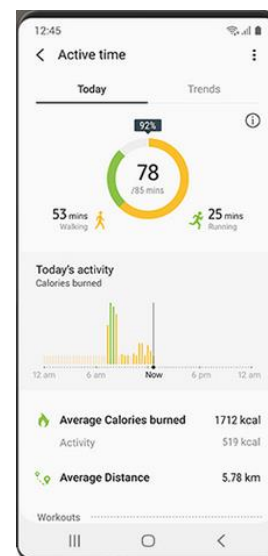 12:45
Active time
Today Trends
92%
78
/85 mins
53 mins 25 mins
Walking Running
Today's activity
Calories burned
12 am 6 am Now 6 pm 12 am
Average Calories burned 1712 kcal
Activity 519 kcal
Average Distance 5.78 km
Workouts